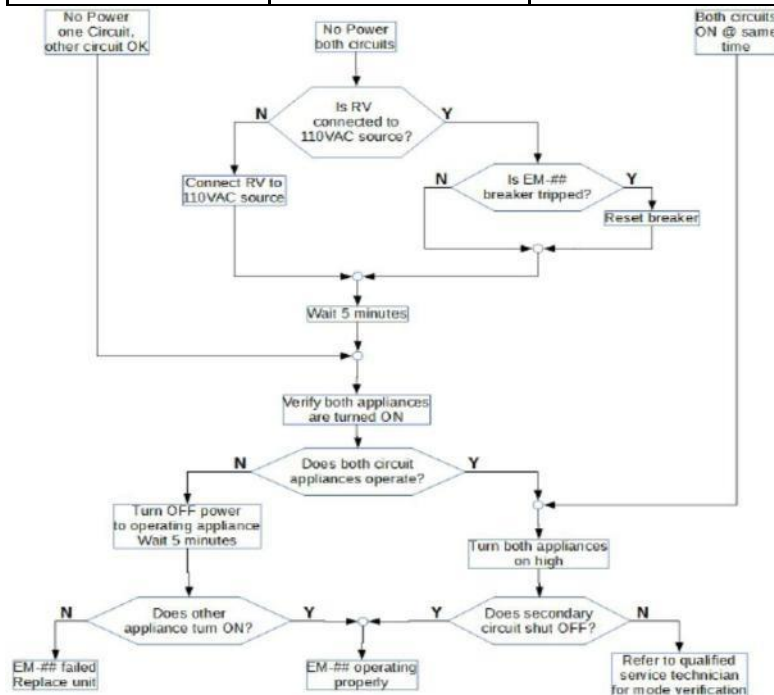 No Power
one Circuit,
other circuit OK
No Power
both circuits
Both circuits
ON @ same
time
Is RV
connected to
110VAC source?
N
Y
Connect RV to
110VAC source
Is EM-##
breaker tripped?
N
Y
Reset breaker
Wait 5 minutes
Verify both appliances
are turned ON
Does both circuit
appliances operate?
N
Y
Turn OFF power
to operating appliance
Wait 5 minutes
Turn both appliances
on high
N
Does other
appliance turn ON?
Y
Y
Does secondary
circuit shut OFF?
N
EM-## failed
Replace unit
EM-## operating
properly
Refer to qualified
service technician
for mode verification